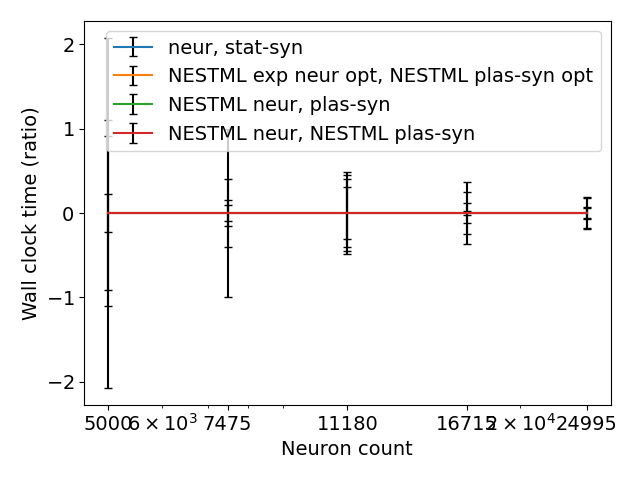 neur, stat-syn
NESTML exp neur opt, NESTML plas-syn opt
NESTML neur, plas-syn
NESTML neur, NESTML plas-syn
Wall clock time (ratio)
2
1
0
−1
−2
5000 6 × 10³ 7475 11180 16715 2 × 10⁴ 24995
Neuron count